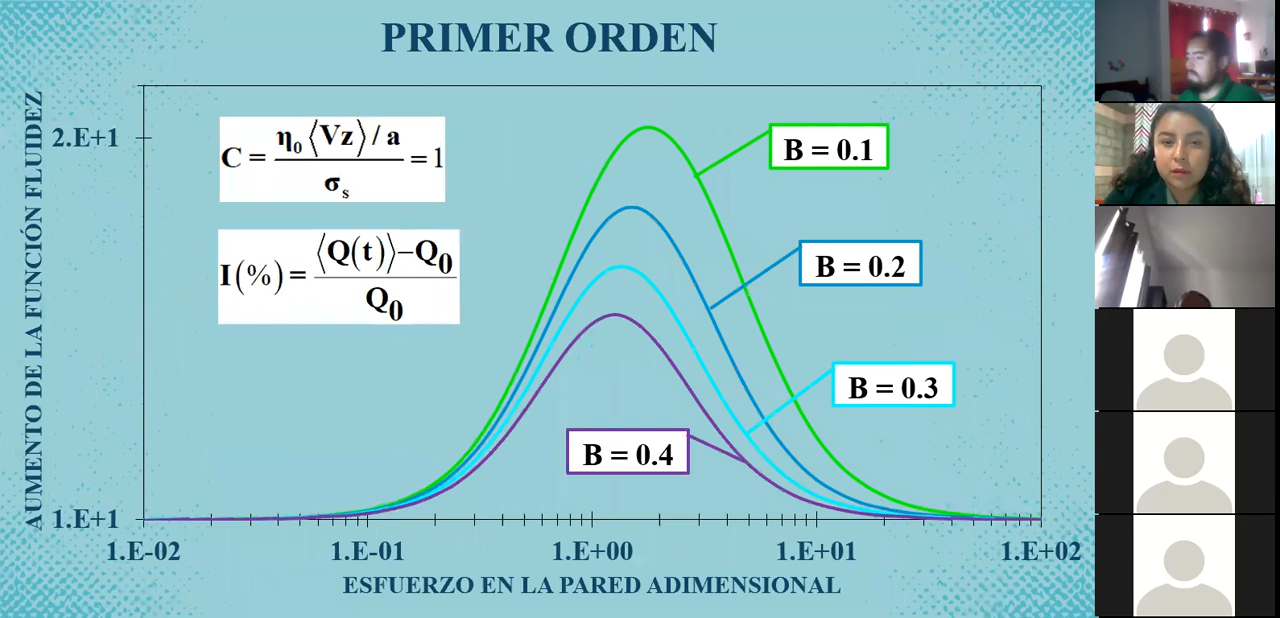 PRIMER ORDEN
AUMENTO DE LA FUNCIÓN FLUIDEZ
2.E+1
1.E+1
C = η₀ ⟨Vz⟩ / a / σₛ = 1
I(%) = ⟨Q(t)⟩−Q₀ / Q₀
B = 0.1
B = 0.2
B = 0.3
B = 0.4
1.E-02 1.E-01 1.E+00 1.E+01 1.E+02
ESFUERZO EN LA PARED ADIMENSIONAL